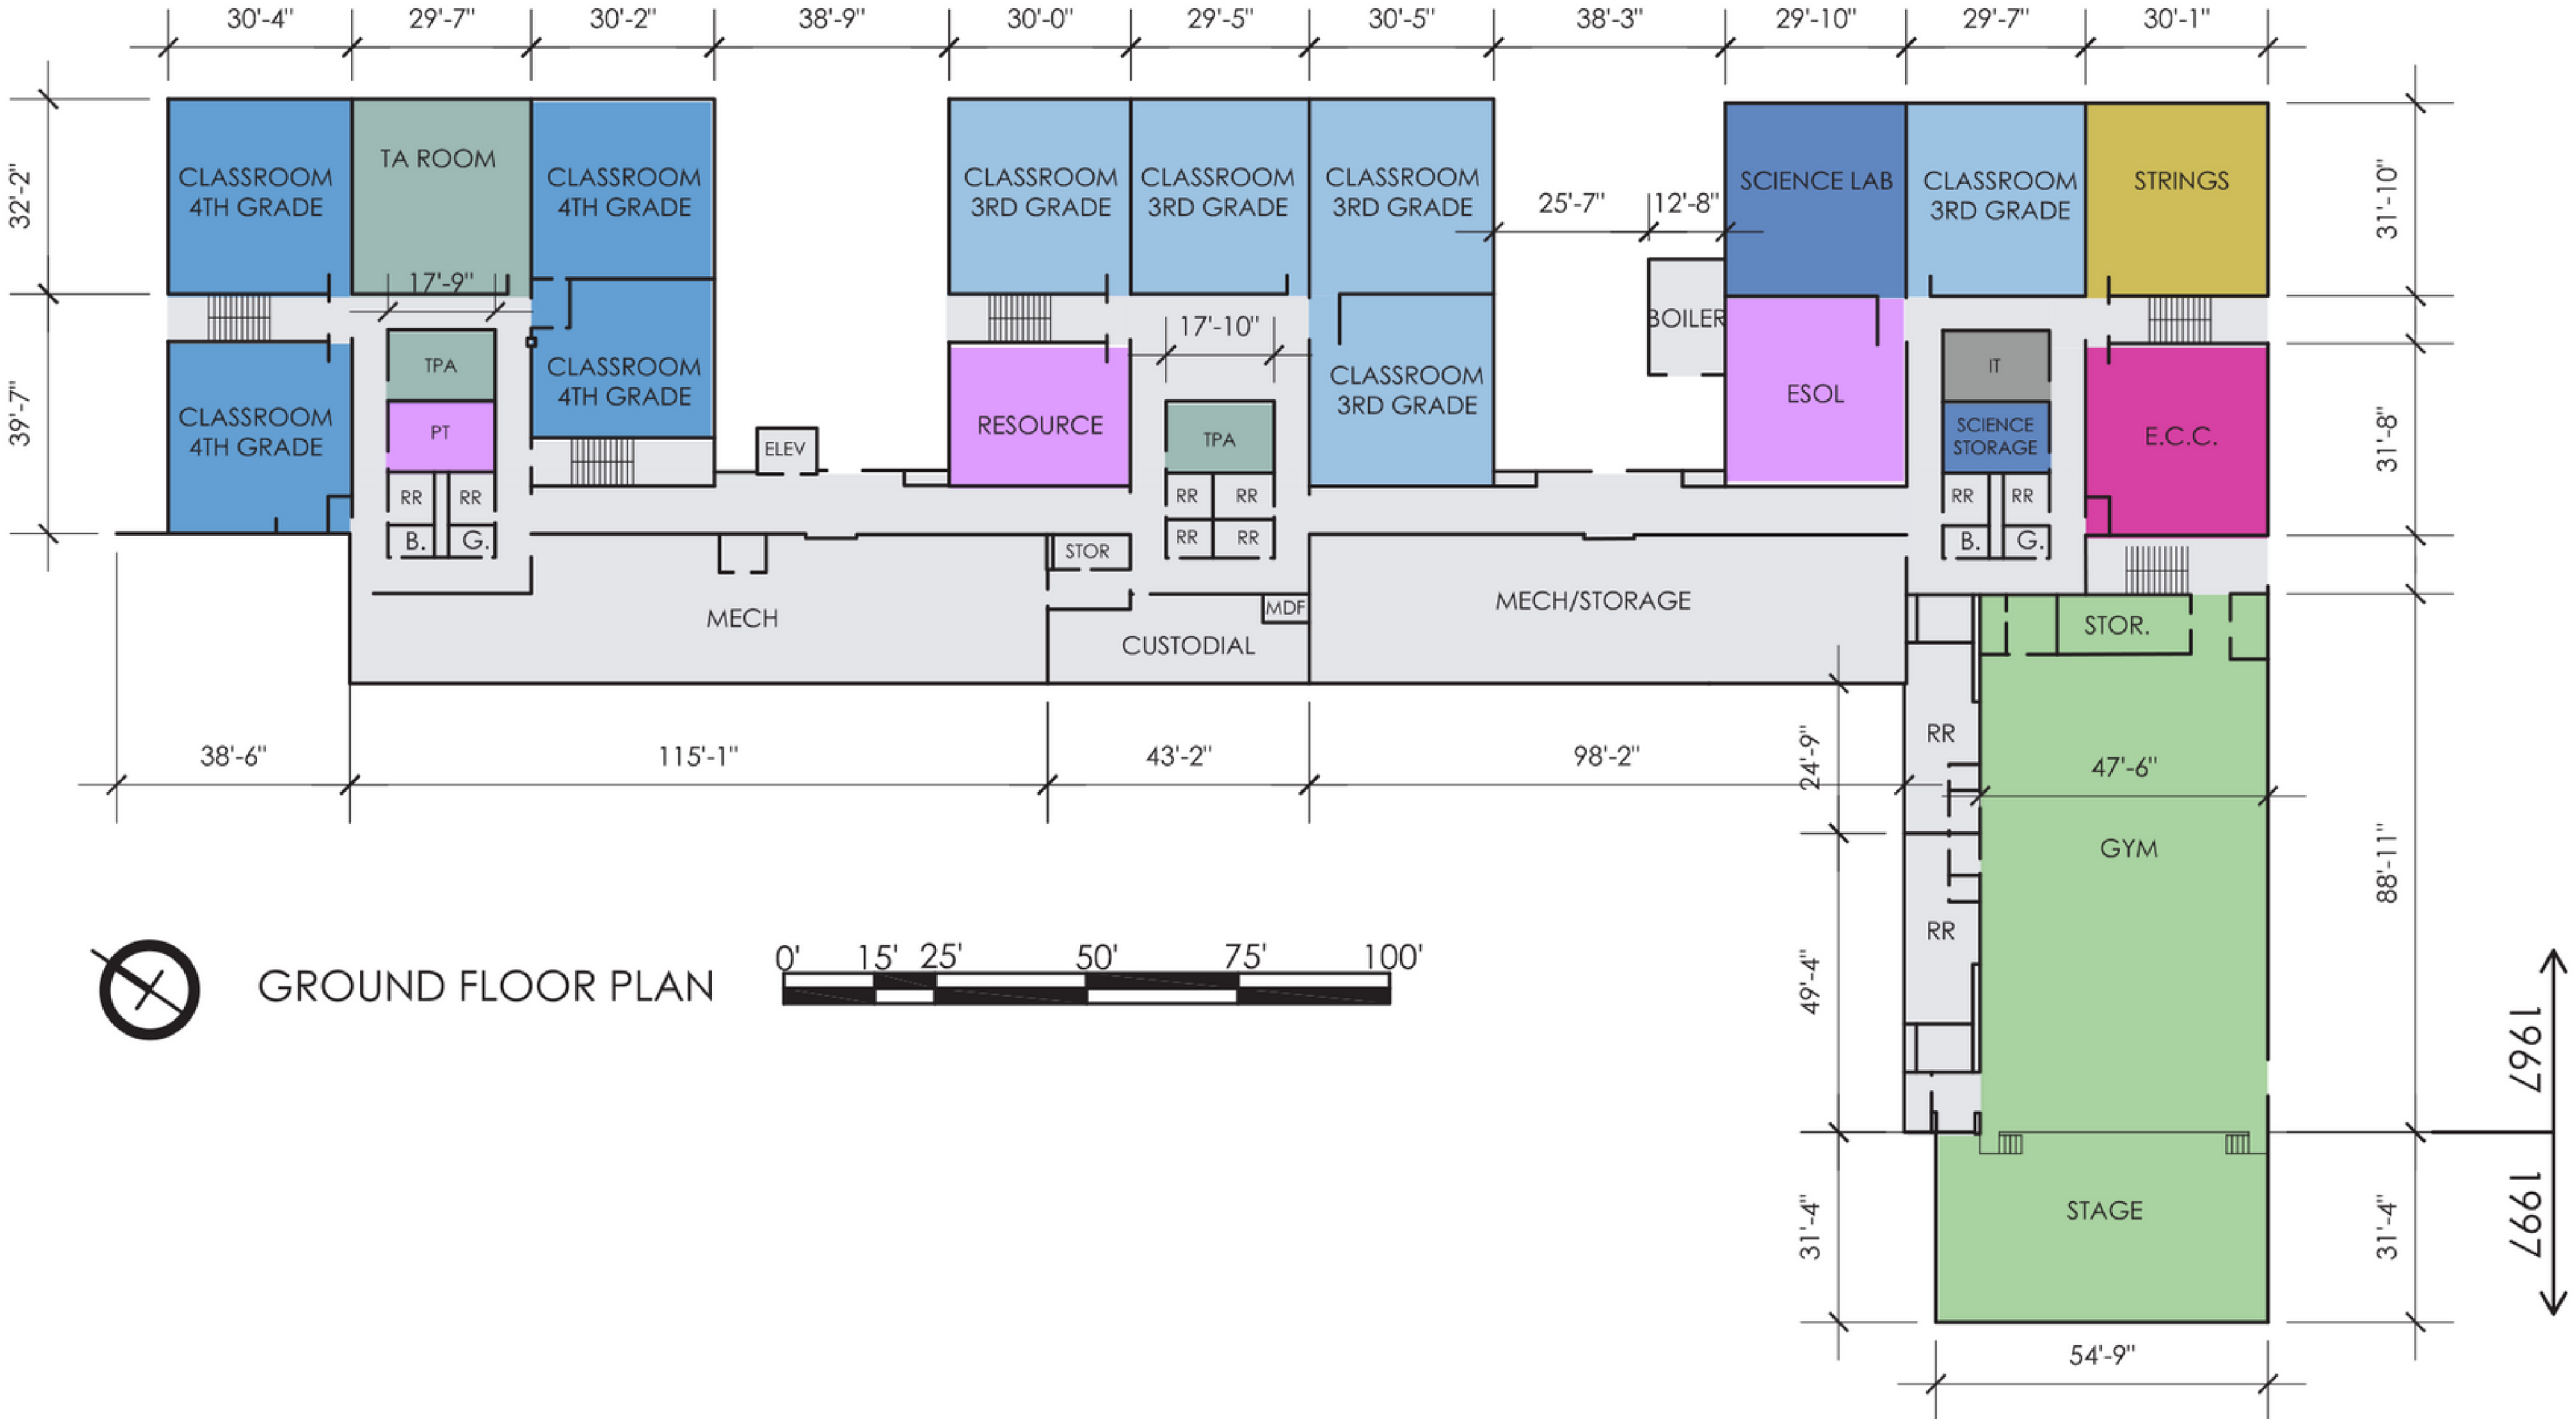 30'-4"
29'-7"
30'-2"
38'-9"
30'-0"
29'-5"
30'-5"
38'-3"
29'-10"
29'-7"
30'-1"
32'-2"
39'-7"
CLASSROOM
4TH GRADE
TA ROOM
CLASSROOM
4TH GRADE
17'-9"
TPA
PT
RR
RR
B.
G.
CLASSROOM
4TH GRADE
CLASSROOM
4TH GRADE
ELEV
CLASSROOM
3RD GRADE
CLASSROOM
3RD GRADE
CLASSROOM
3RD GRADE
17'-10"
RESOURCE
TPA
RR
RR
RR
RR
CLASSROOM
3RD GRADE
25'-7"
12'-8"
BOILER
SCIENCE LAB
CLASSROOM
3RD GRADE
STRINGS
ESOL
IT
SCIENCE
STORAGE
RR
RR
B.
G.
E.C.C.
31'-10"
31'-8"
MECH
STOR
MDF
CUSTODIAL
MECH/STORAGE
STOR.
38'-6"
115'-1"
43'-2"
98'-2"
24'-9"
49'-4"
31'-4"
RR
RR
47'-6"
GYM
STAGE
88'-11"
31'-4"
54'-9"
1967
1997
GROUND FLOOR PLAN
0'
15'
25'
50'
75'
100'